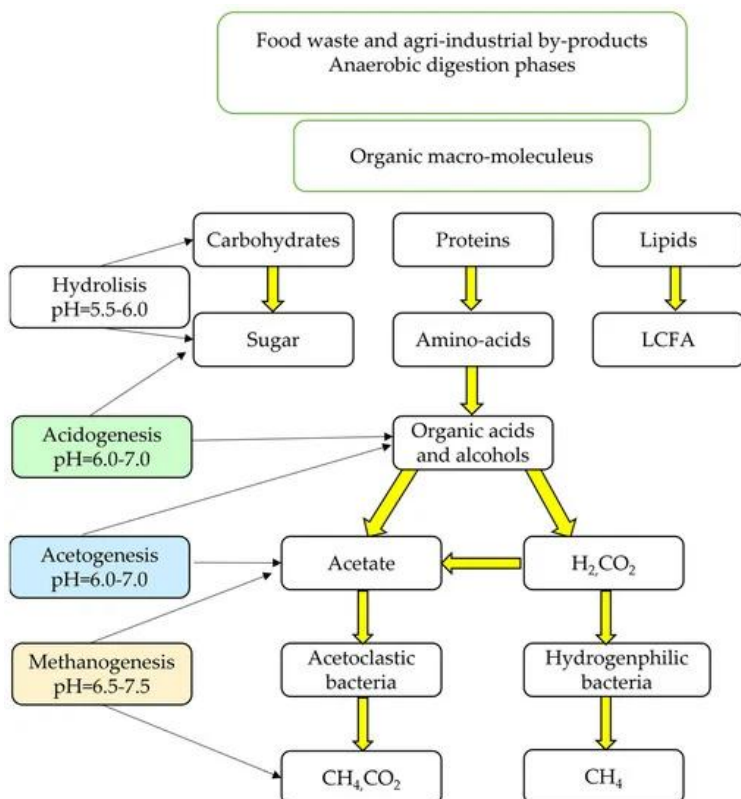 Food waste and agri-industrial by-products
Anaerobic digestion phases
Organic macro-moleculeus
Carbohydrates
Proteins
Lipids
Hydrolisis
pH=5.5-6.0
Sugar
Amino-acids
LCFA
Acidogenesis
pH=6.0-7.0
Organic acids
and alcohols
Acetogenesis
pH=6.0-7.0
Acetate
H₂,CO₂
Methanogenesis
pH=6.5-7.5
Acetoclastic
bacteria
Hydrogenphilic
bacteria
CH₄,CO₂
CH₄